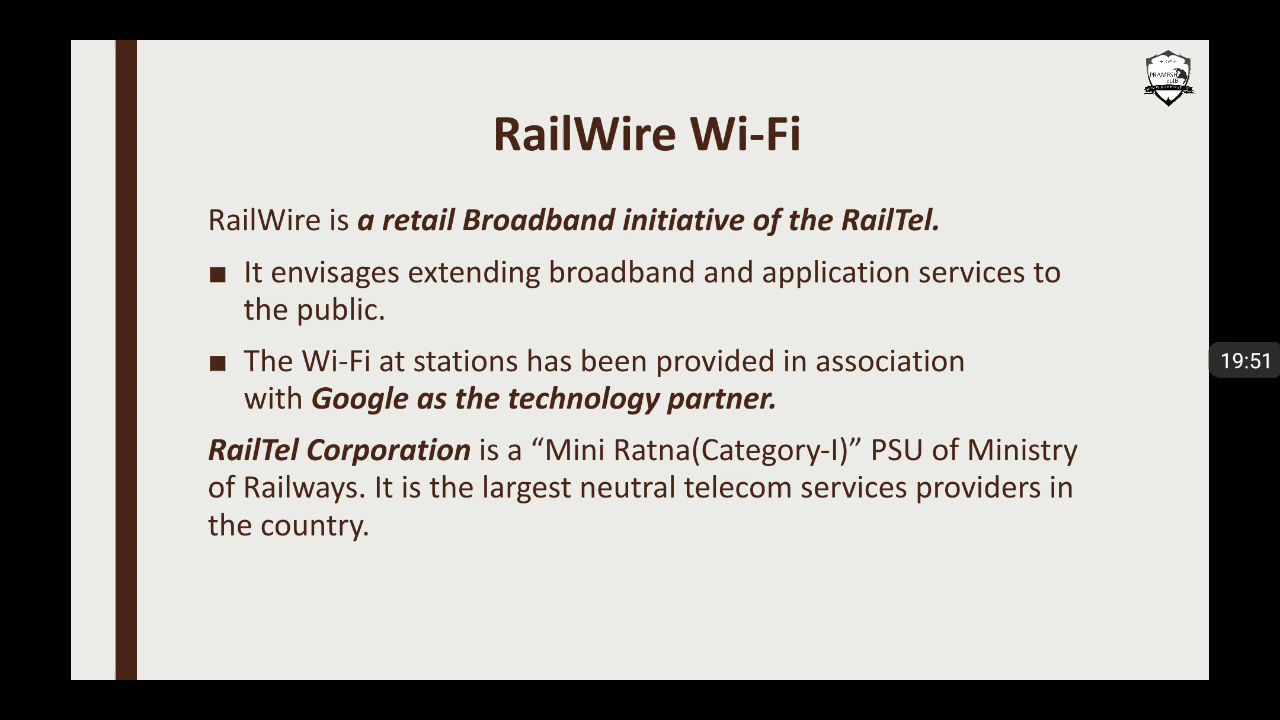 PRAMESH
RailWire Wi-Fi
RailWire is a retail Broadband initiative of the RailTel.
■ It envisages extending broadband and application services to
the public.
■ The Wi-Fi at stations has been provided in association
with Google as the technology partner.
19:51
RailTel Corporation is a “Mini Ratna(Category-I)” PSU of Ministry
of Railways. It is the largest neutral telecom services providers in
the country.